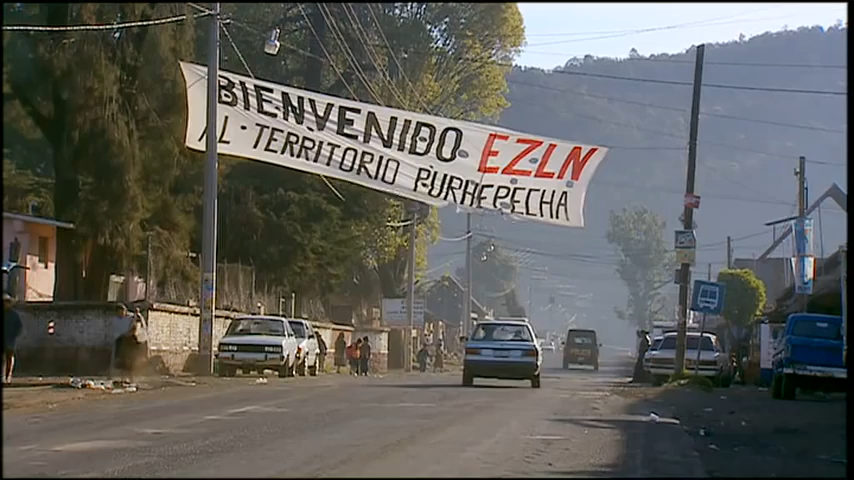 BIENVENIDO EZLN
AL · TERRITORIO PURHEPECHA